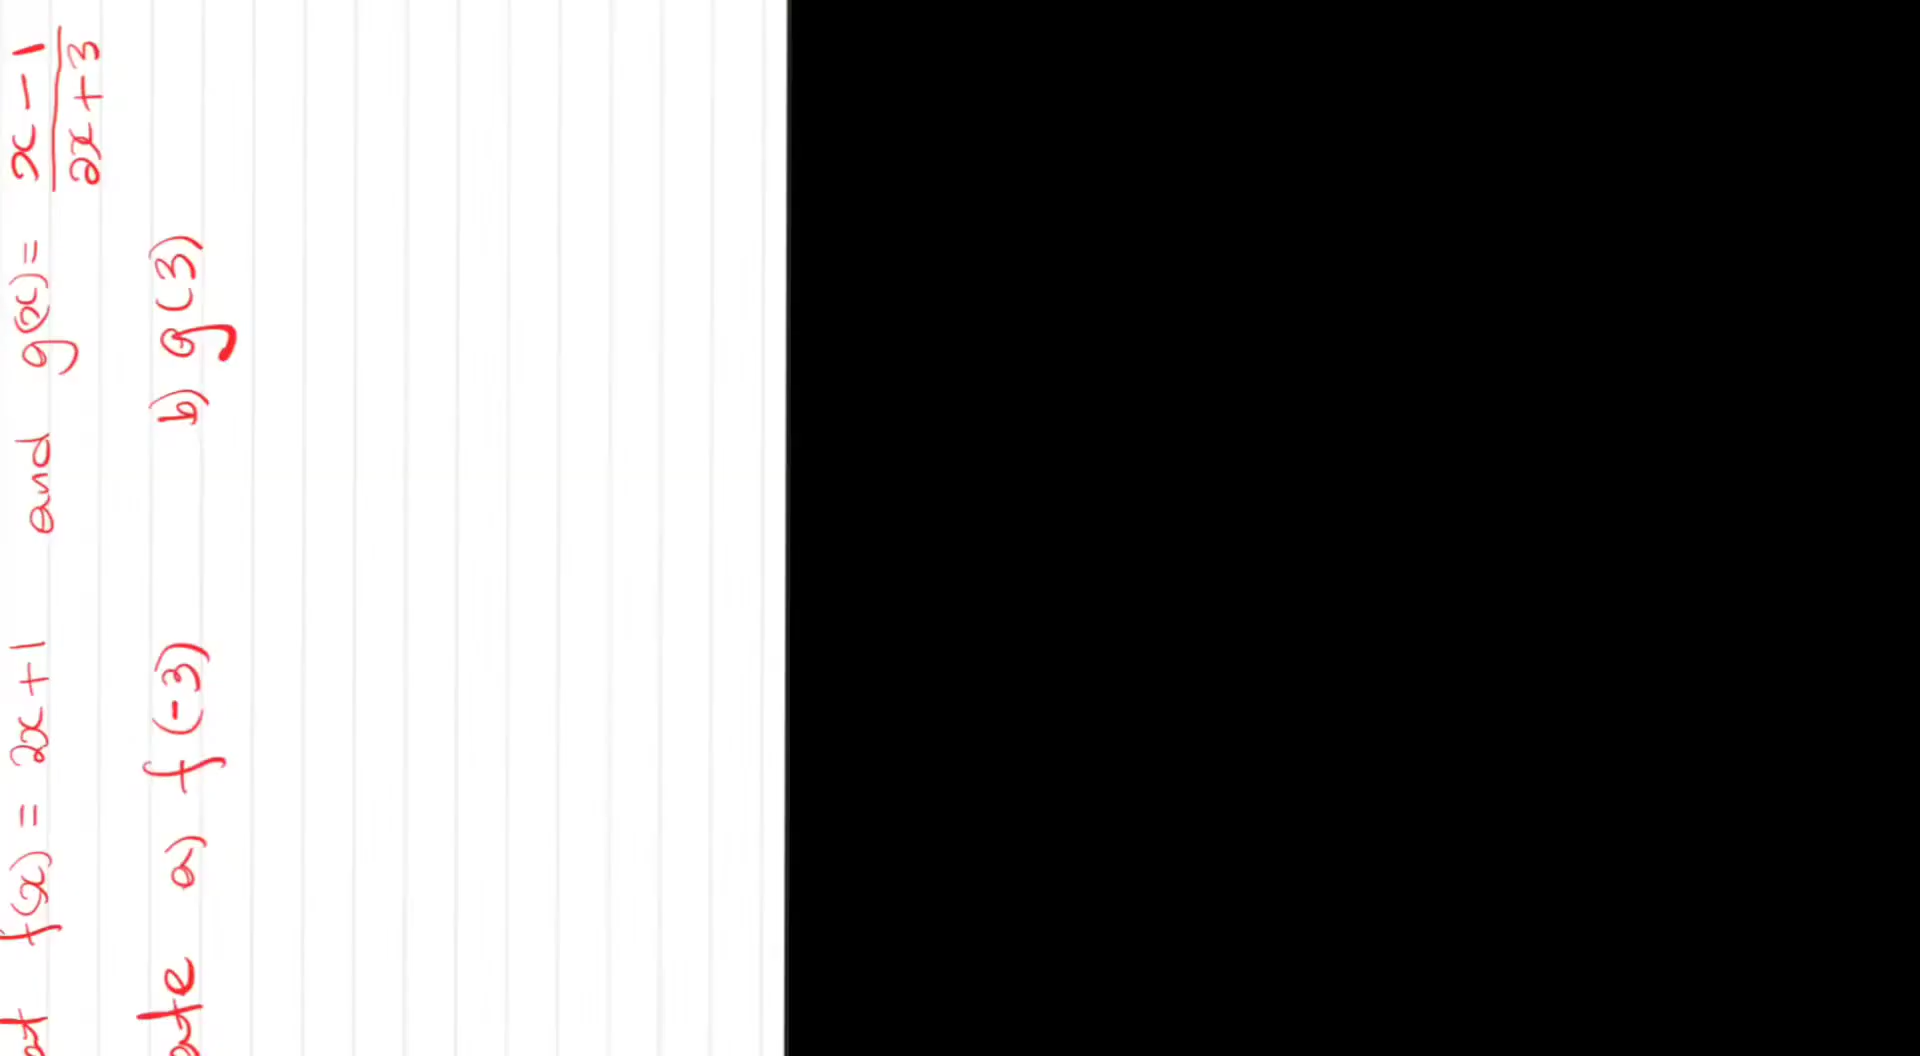 f(x) = 2x+1 and g(x) = x-1/2x+3
a) f(-3) b) g(3)